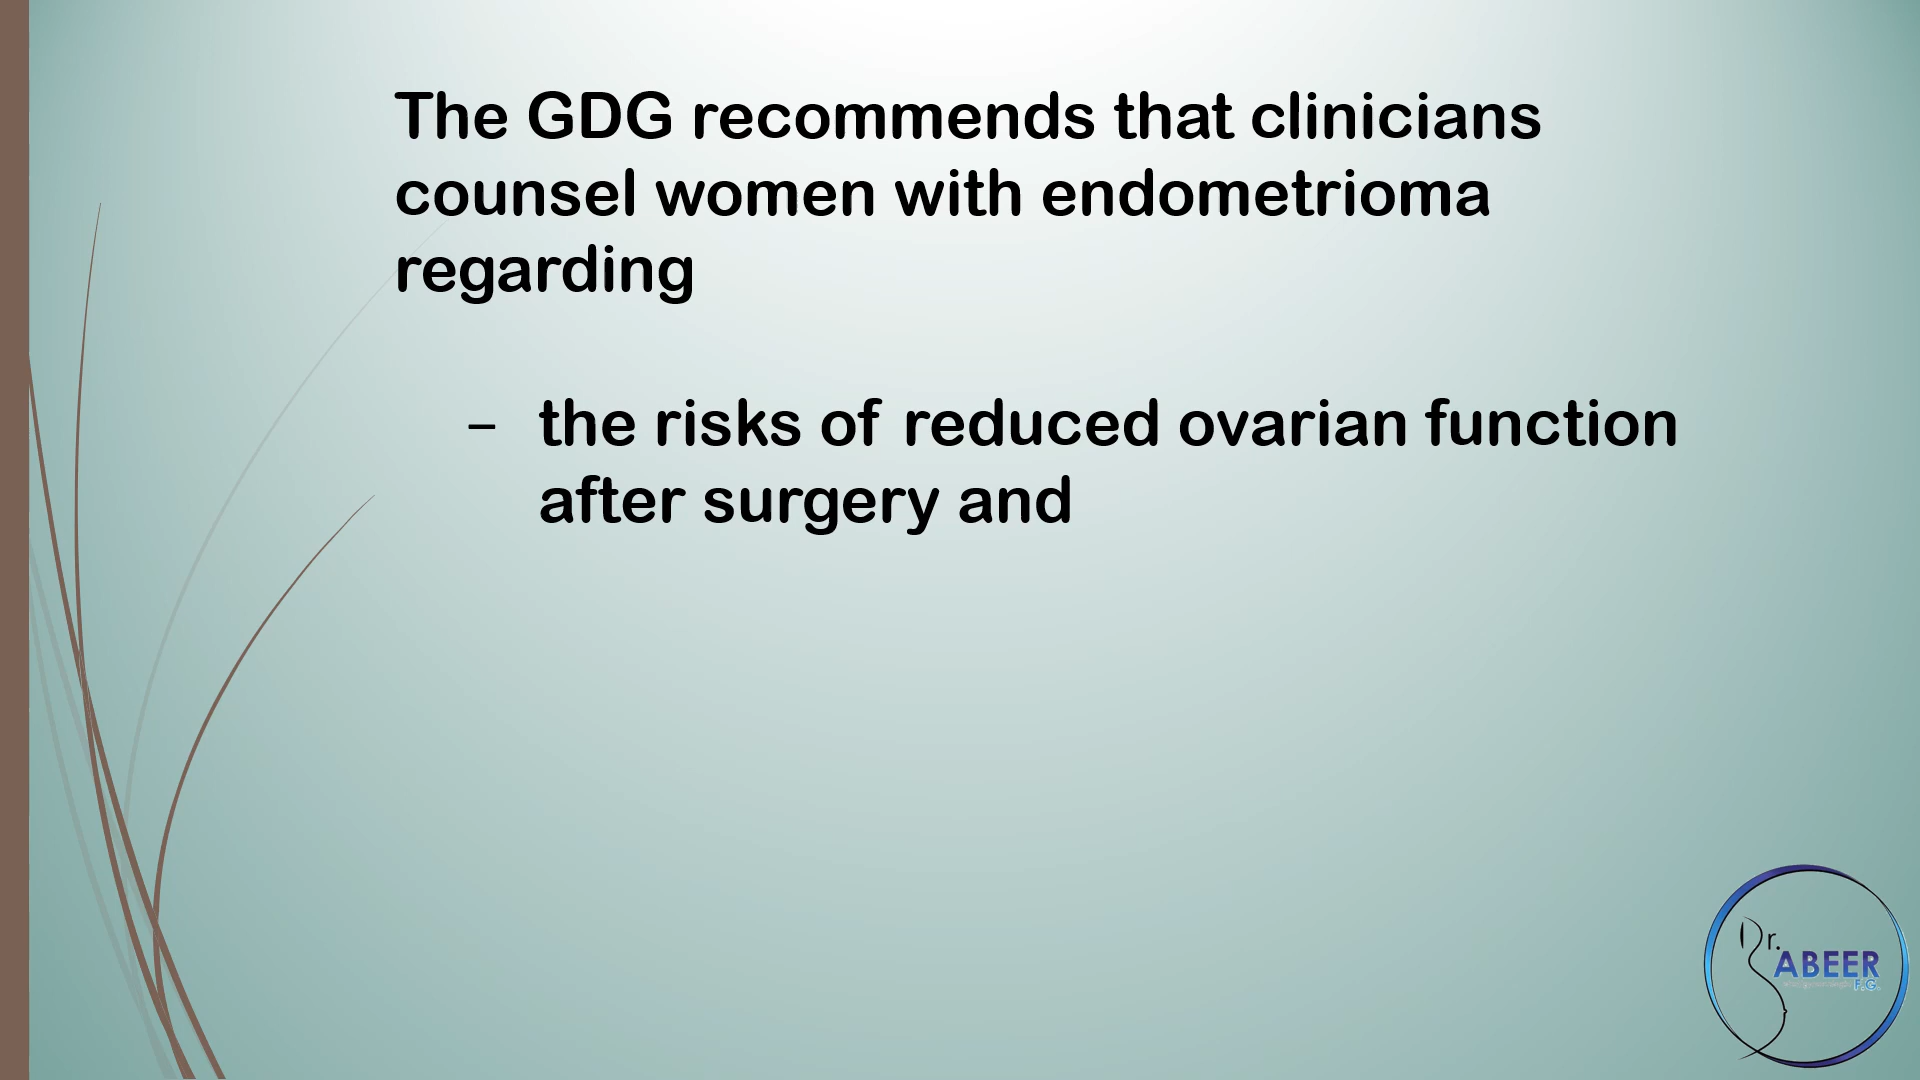 The GDG recommends that clinicians
counsel women with endometrioma
regarding
– the risks of reduced ovarian function
after surgery and
Dr.
ABEER
F.G.